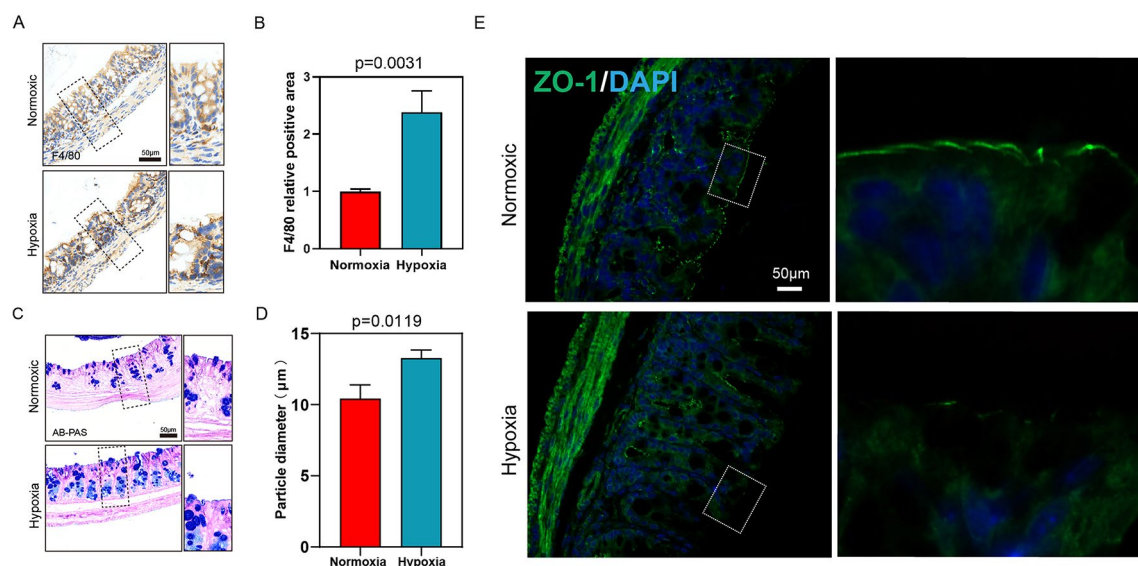 A
Normoxic
F4/80
50μm
Hypoxia
B
p=0.0031
F4/80 relative positive area
3
2
1
0
Normoxia Hypoxia
C
Normoxic
AB-PAS
50μm
Hypoxia
D
p=0.0119
Particle diameter（μm）
15
10
5
0
Normoxia Hypoxia
E
ZO-1/DAPI
Normoxic
50μm
Hypoxia